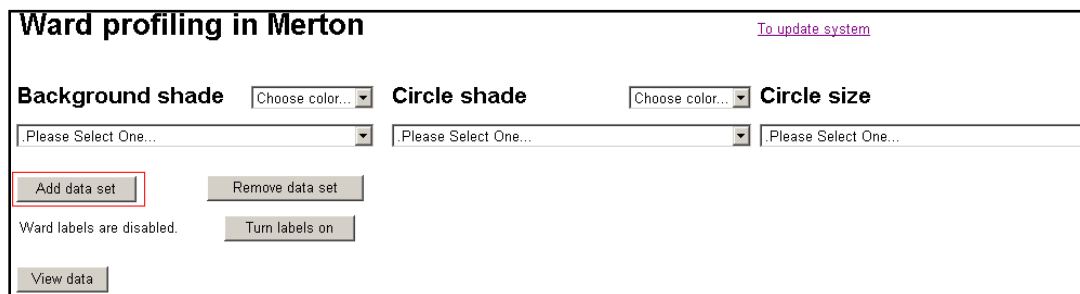 Ward profiling in Merton To update system
Background shade Choose color... Circle shade Choose color... Circle size
.Please Select One... .Please Select One... .Please Select One...
Add data set Remove data set
Ward labels are disabled. Turn labels on
View data